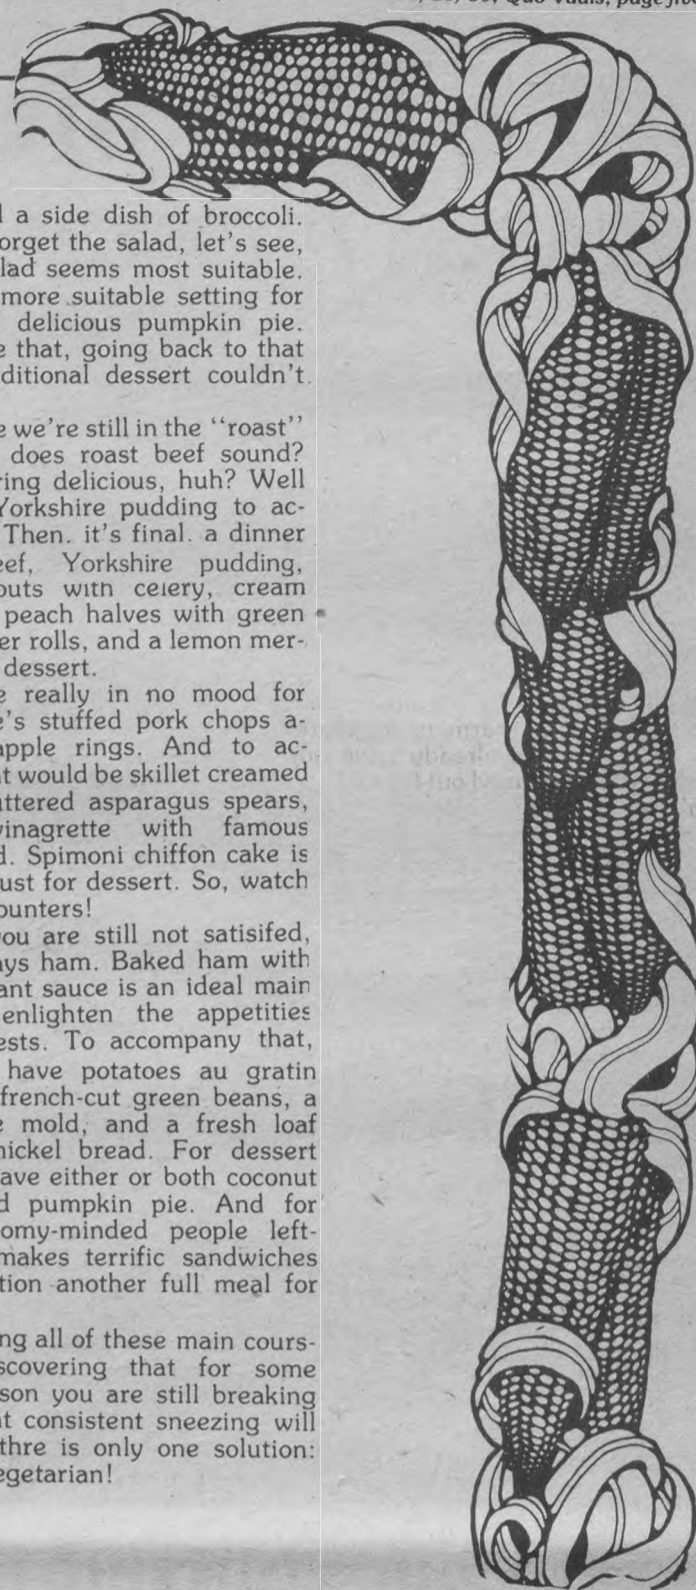 Quo Vadis, page five
l a side dish of broccoli.
orget the salad, let's see,
lad seems most suitable.
more suitable setting for
delicious pumpkin pie.
e that, going back to that
ditional dessert couldn't
e we're still in the "roast"
does roast beef sound?
ring delicious, huh? Well
Yorkshire pudding to ac-
Then. it's final. a dinner
eef, Yorkshire pudding,
outs with celery, cream
peach halves with green
er rolls, and a lemon mer-
dessert.
e really in no mood for
e's stuffed pork chops a-
apple rings. And to ac-
at would be skillet creamed
uttered asparagus spears,
vinagrette with famous
d. Spimoni chiffon cake is
ust for dessert. So, watch
ounters!
you are still not satisifed,
ays ham. Baked ham with
ant sauce is an ideal main
enlighten the appetities
ests. To accompany that,
have potatoes au gratin
french-cut green beans, a
e mold, and a fresh loaf
nickel bread. For dessert
ave either or both coconut
d pumpkin pie. And for
omy-minded people left-
makes terrific sandwiches
tion another full meal for
ng all of these main cours-
scovering that for some
son you are still breaking
at consistent sneezing will
thre is only one solution:
egetarian!